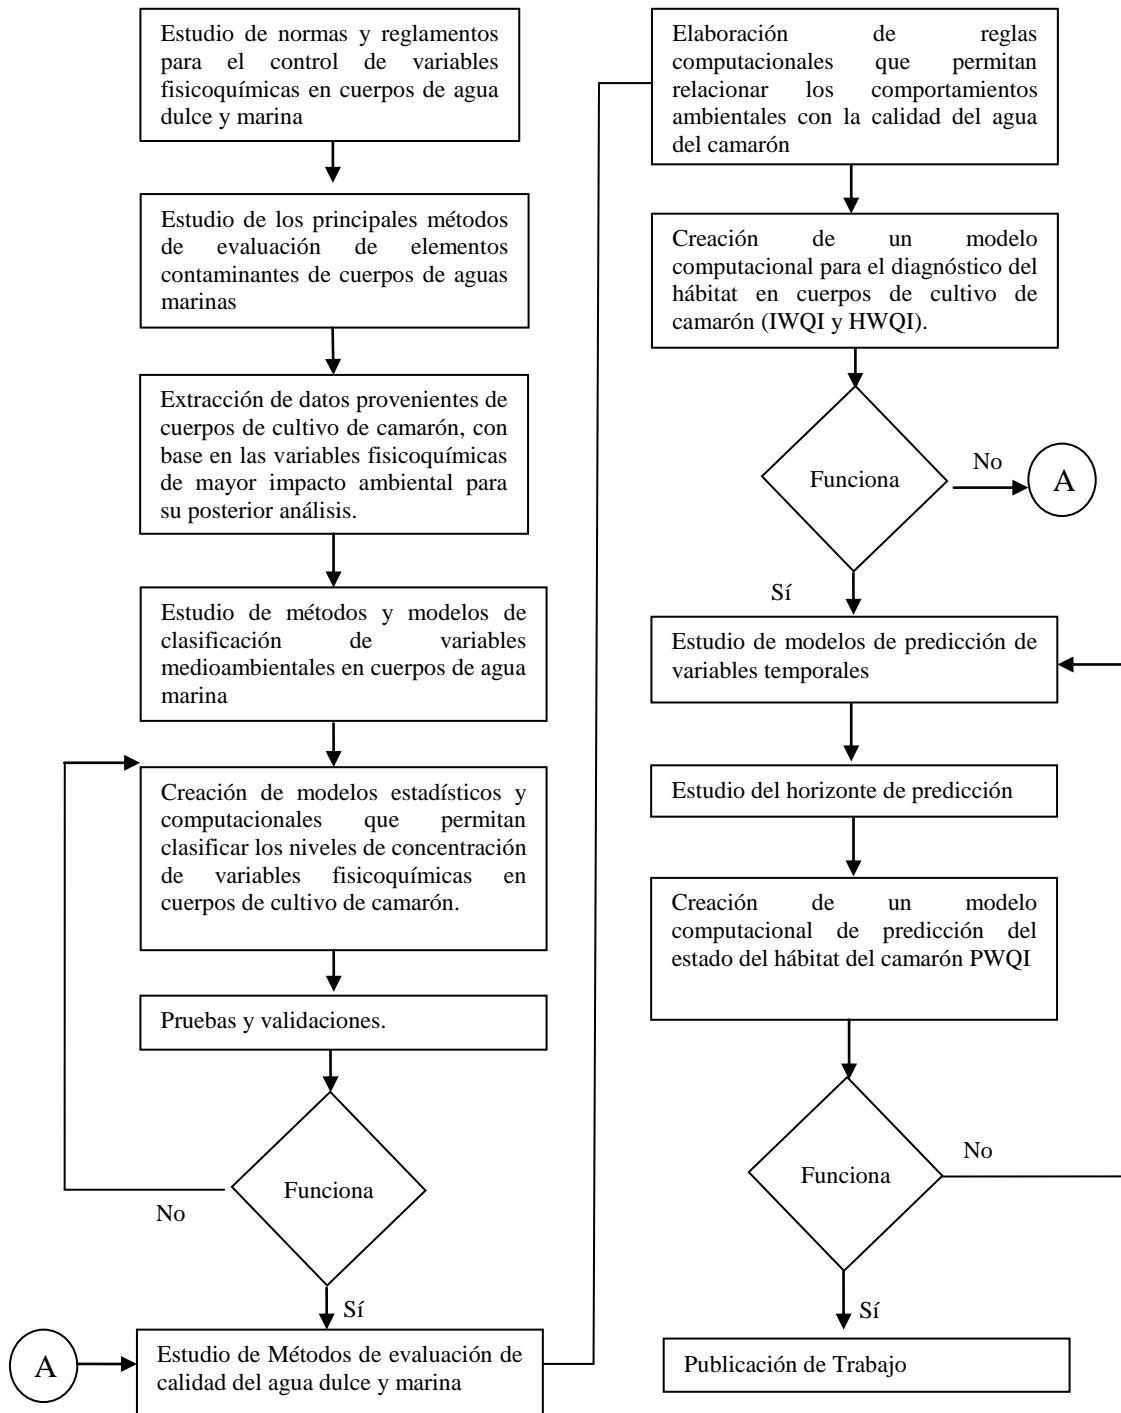 Estudio de normas y reglamentos
para el control de variables
fisicoquímicas en cuerpos de agua
dulce y marina
Estudio de los principales métodos
de evaluación de elementos
contaminantes de cuerpos de aguas
marinas
Extracción de datos provenientes de
cuerpos de cultivo de camarón, con
base en las variables fisicoquímicas
de mayor impacto ambiental para
su posterior análisis.
Estudio de métodos y modelos de
clasificación de variables
medioambientales en cuerpos de agua
marina
Creación de modelos estadísticos y
computacionales que permitan
clasificar los niveles de concentración
de variables fisicoquímicas en
cuerpos de cultivo de camarón.
Pruebas y validaciones.
Funciona
No
Sí
A
Estudio de Métodos de evaluación de
calidad del agua dulce y marina
Elaboración de reglas
computacionales que permitan
relacionar los comportamientos
ambientales con la calidad del agua
del camarón
Creación de un modelo
computacional para el diagnóstico del
hábitat en cuerpos de cultivo de
camarón (IWQI y HWQI).
Funciona
No
A
Sí
Estudio de modelos de predicción de
variables temporales
Estudio del horizonte de predicción
Creación de un modelo
computacional de predicción del
estado del hábitat del camarón PWQI
Funciona
No
Sí
Publicación de Trabajo